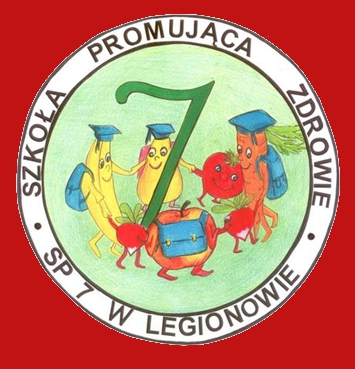 SZKOŁA PROMUJĄCA ZDROWIE
• SP 7 W LEGIONOWIE •
7